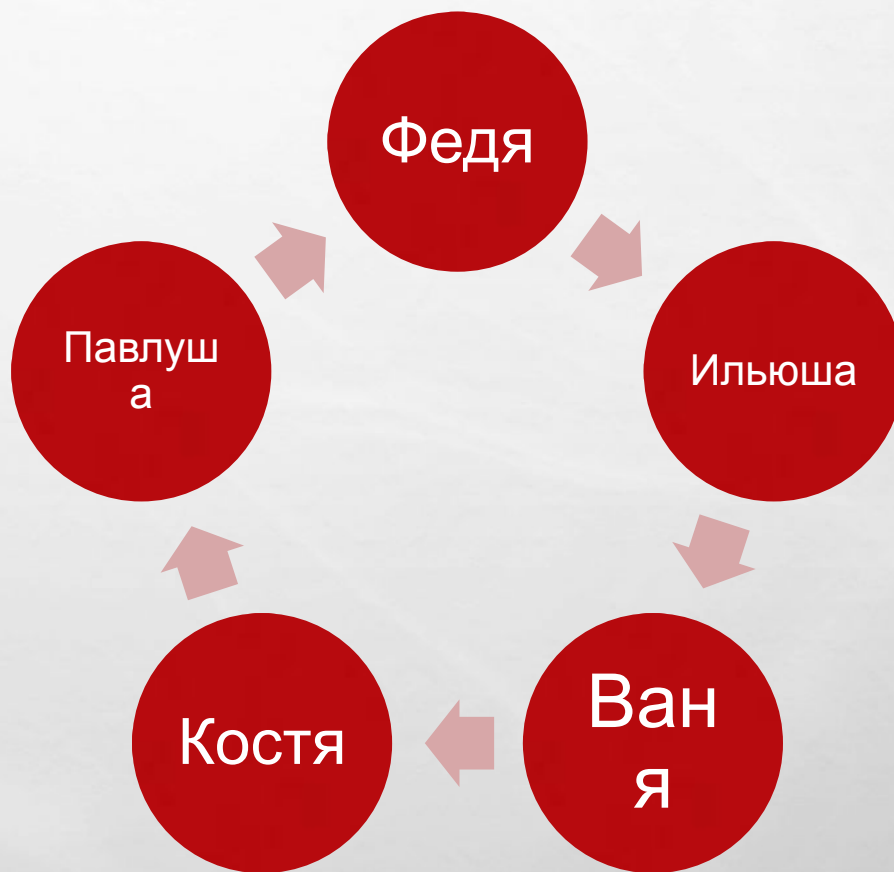 Федя
Павлуш
а
Ильюша
Ван
я
Костя